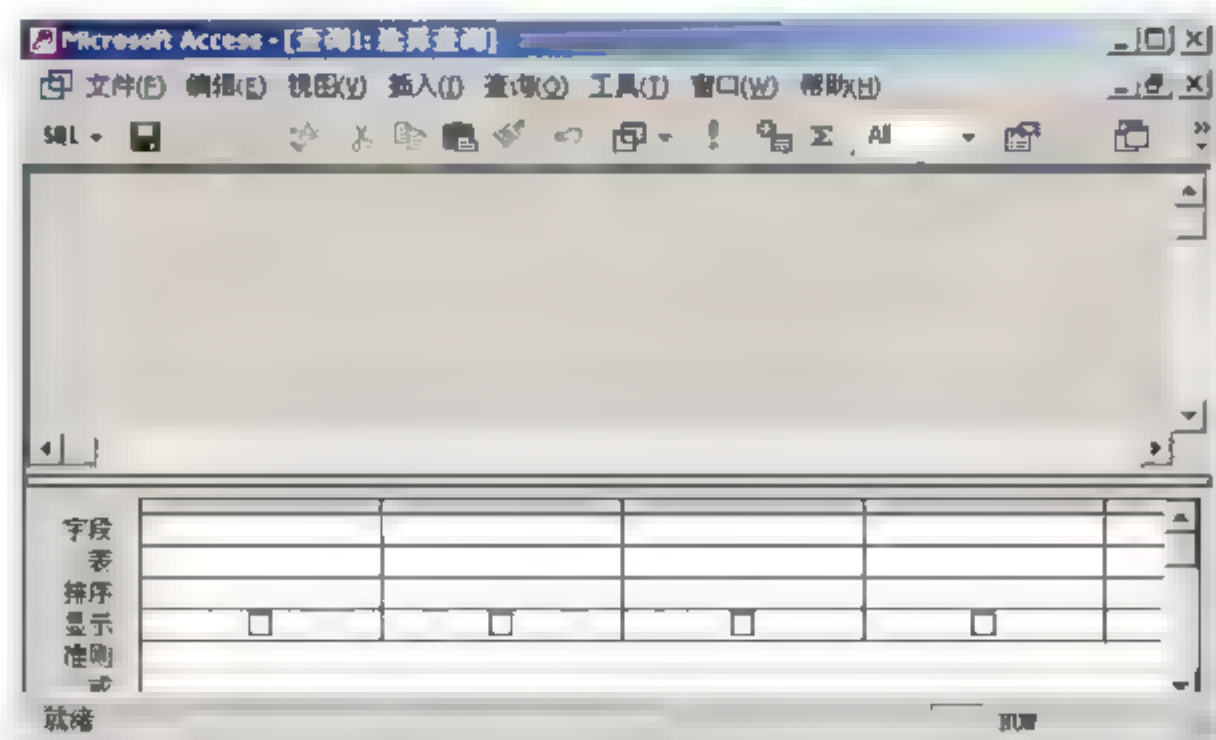 Microsoft Access - [查询1: 选择查询]
文件(F) 编辑(E) 视图(V) 插入(I) 查询(Q) 工具(T) 窗口(W) 帮助(H)
SQL All
字段
表
排序
显示
准则
或
就绪